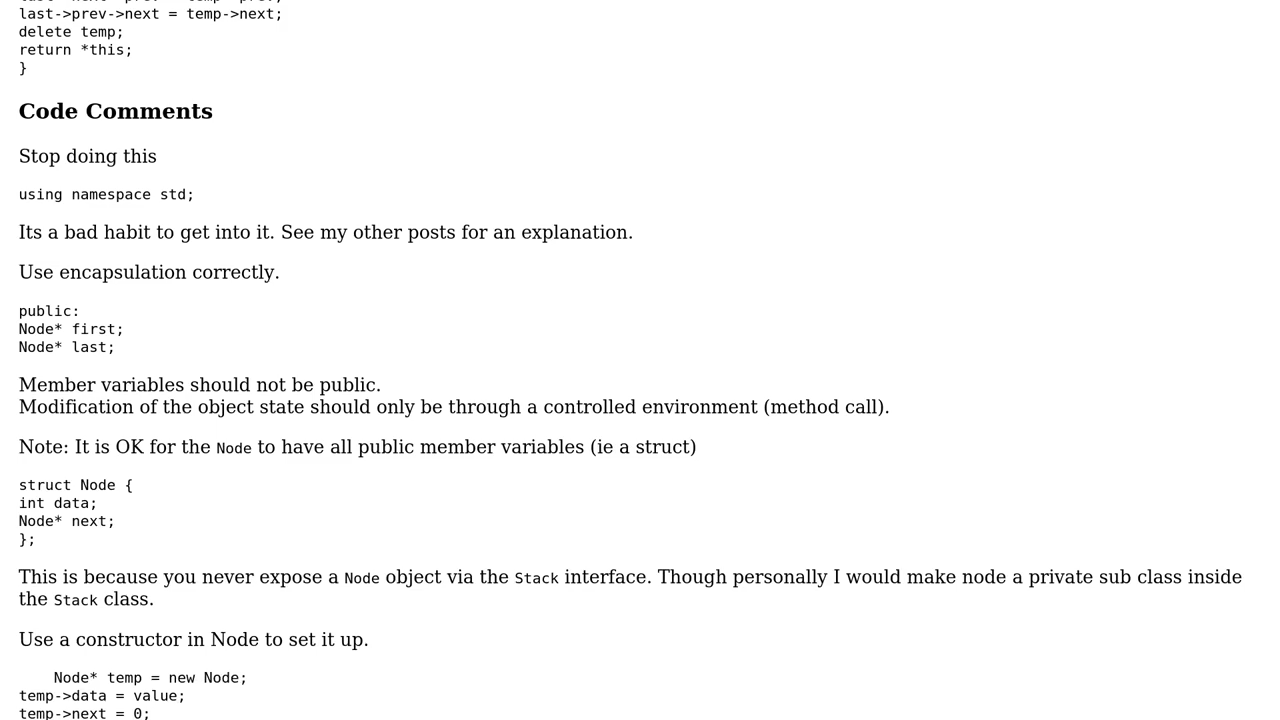 last->prev->next = temp->next;
delete temp;
return *this;
}
Code Comments
Stop doing this
using namespace std;
Its a bad habit to get into it. See my other posts for an explanation.
Use encapsulation correctly.
public:
Node* first;
Node* last;
Member variables should not be public.
Modification of the object state should only be through a controlled environment (method call).
Note: It is OK for the Node to have all public member variables (ie a struct)
struct Node {
int data;
Node* next;
};
This is because you never expose a Node object via the Stack interface. Though personally I would make node a private sub class inside
the Stack class.
Use a constructor in Node to set it up.
Node* temp = new Node;
temp->data = value;
temp->next = 0;